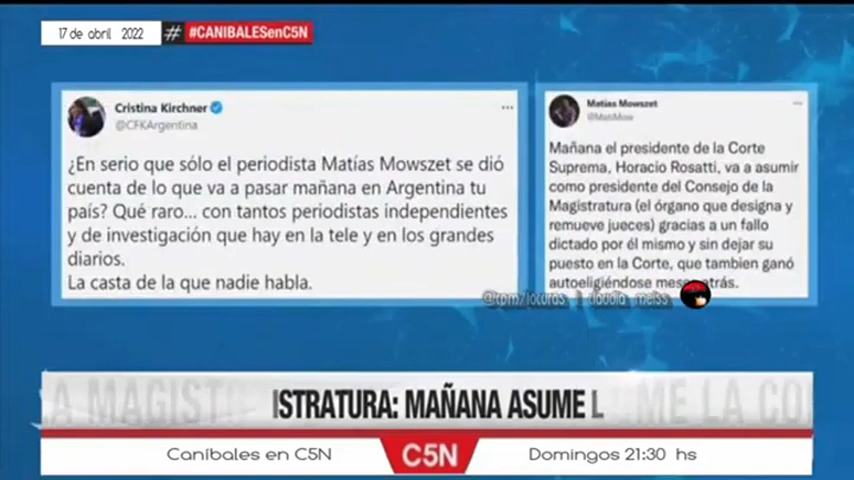 17 de abril 2022
# #CANIBALESenC5N
Cristina Kirchner
@CFKArgentina
¿En serio que sólo el periodista Matías Mowszet se dió
cuenta de lo que va a pasar mañana en Argentina tu
país? Qué raro... con tantos periodistas independientes
y de investigación que hay en la tele y en los grandes
diarios.
La casta de la que nadie habla.
Matías Mowszet
@MatiMow
Mañana el presidente de la Corte
Suprema, Horacio Rosatti, va a asumir
como presidente del Consejo de la
Magistratura (el órgano que designa y
remueve jueces) gracias a un fallo
dictado por él mismo y sin dejar su
puesto en la Corte, que tambien ganó
autoeligiéndose meses atrás.
@rpm/locoras | claudia meiss
ISTRATURA: MAÑANA ASUME L
Caníbales en C5N
C5N
Domingos 21:30 hs